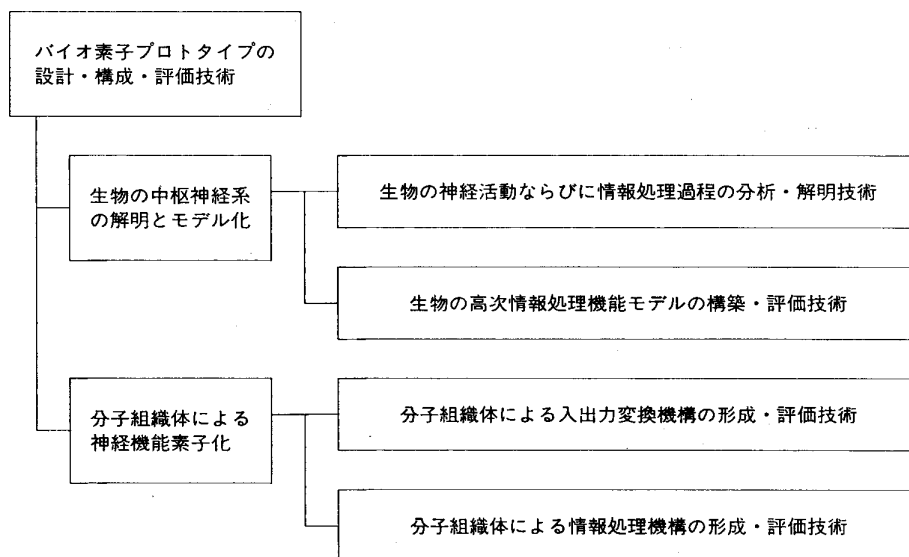 バイオ素子プロトタイプの
設計・構成・評価技術
生物の中枢神経系
の解明とモデル化
生物の神経活動ならびに情報処理過程の分析・解明技術
生物の高次情報処理機能モデルの構築・評価技術
分子組織体による
神経機能素子化
分子組織体による入出力変換機構の形成・評価技術
分子組織体による情報処理機構の形成・評価技術